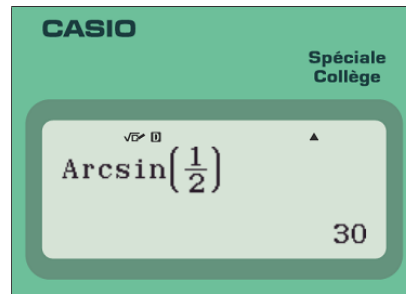 CASIO
Spéciale
Collège
√▱/ D ▲
Arcsin(1/2)
30